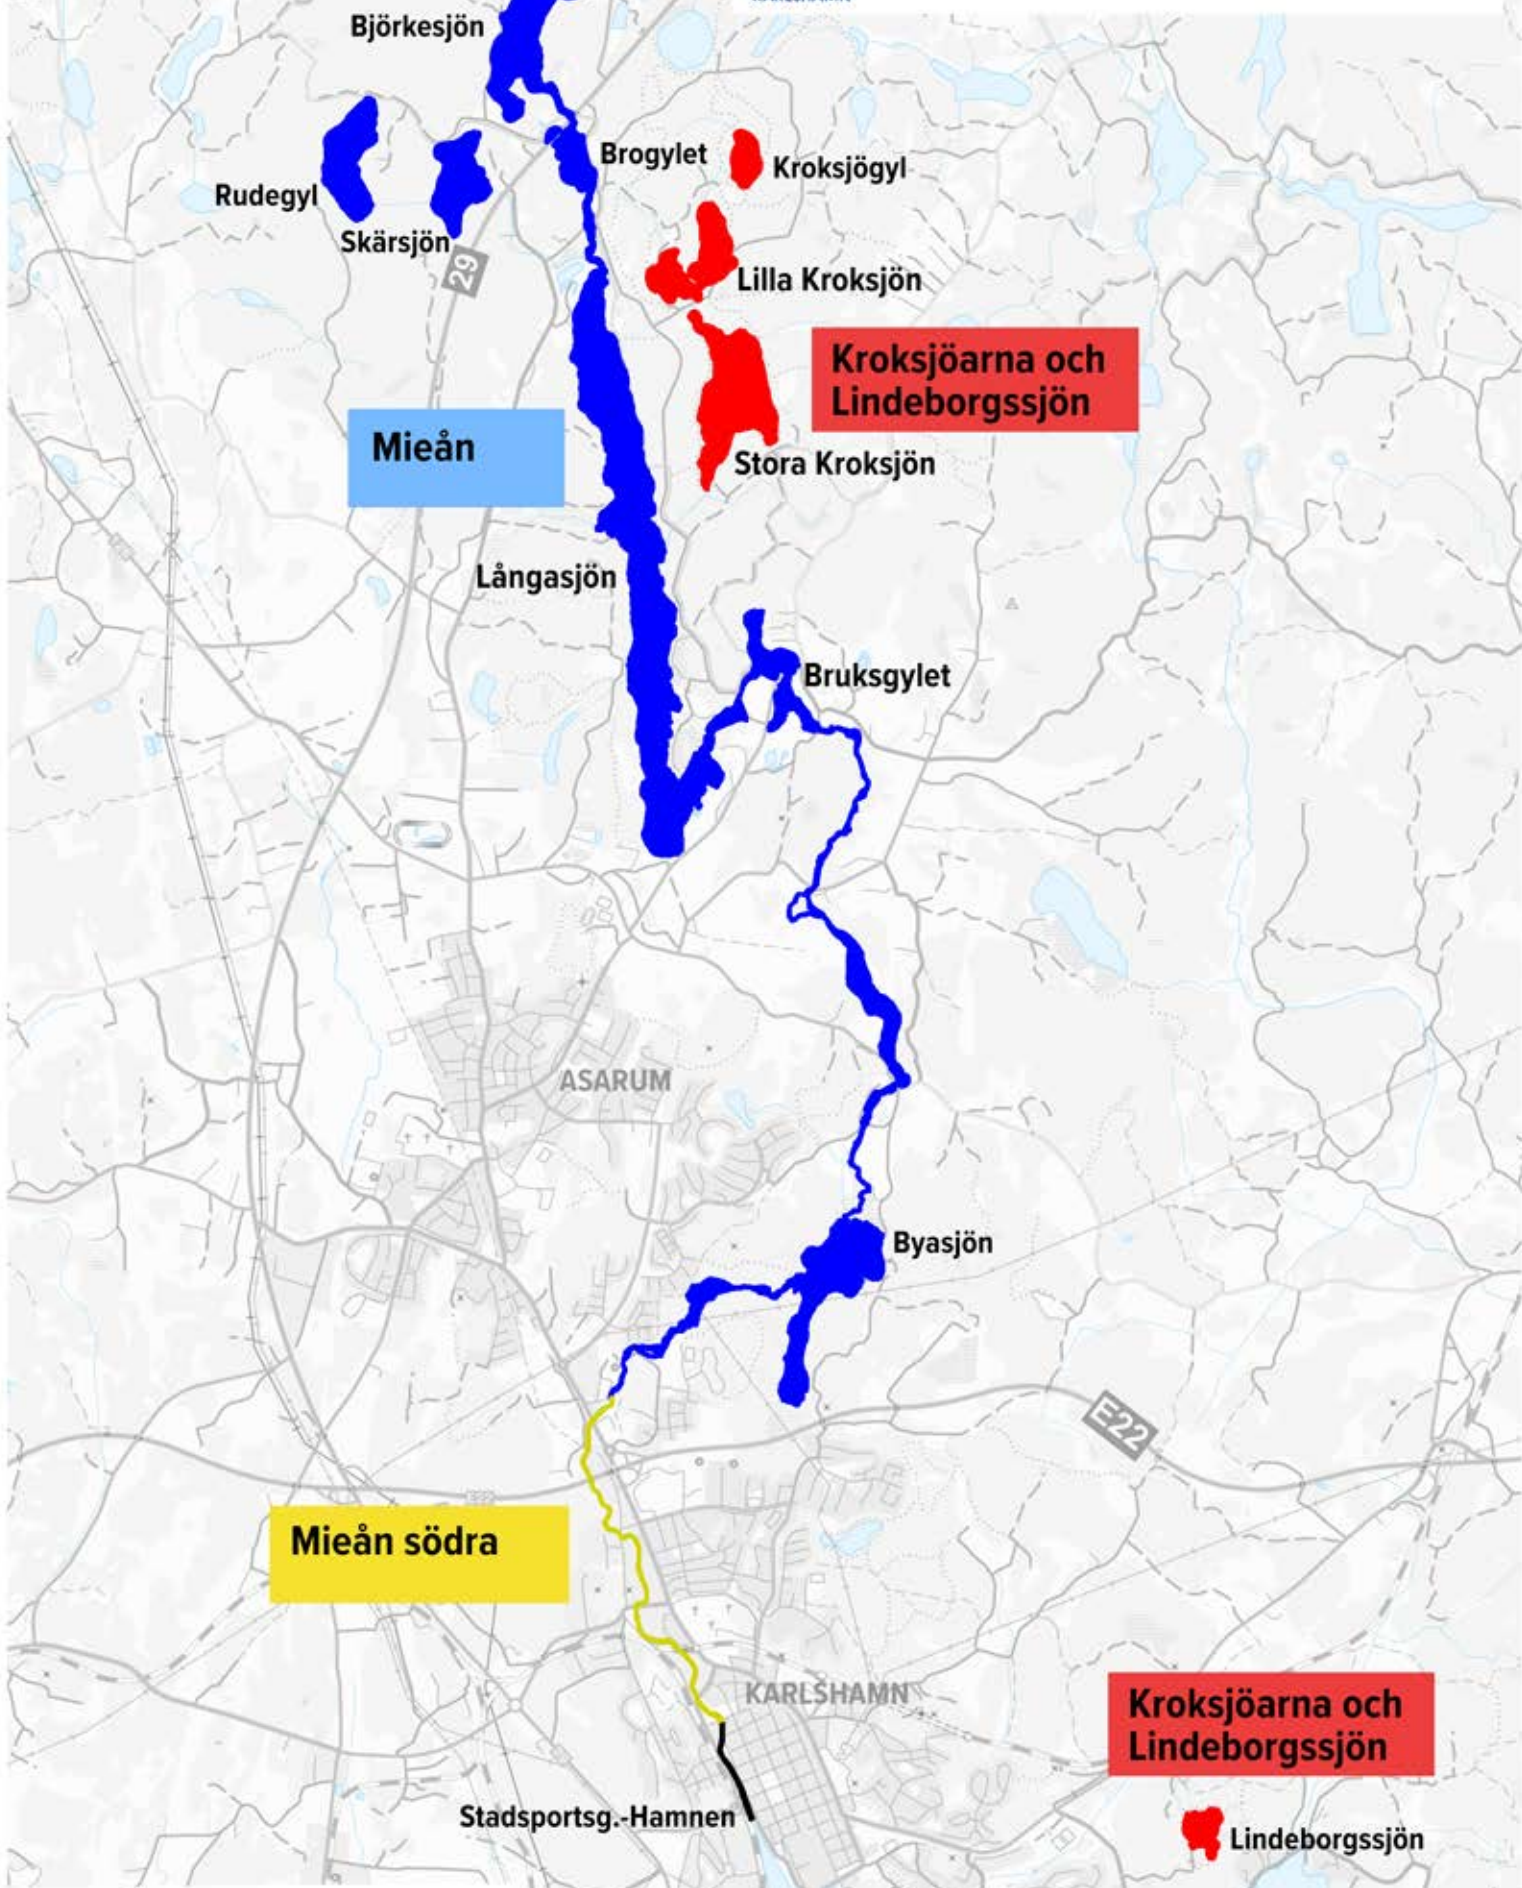 Björkesjön
Brogylet
Kroksjögyl
Rudegyl
Skärsjön
29
Lilla Kroksjön
Kroksjöarna och
Lindeborgssjön
Mieån
Stora Kroksjön
Långasjön
Bruksgylet
ASARUM
Byasjön
E22
Mieån södra
KARLSHAMN
Kroksjöarna och
Lindeborgssjön
Stadsportsg.-Hamnen
Lindeborgssjön